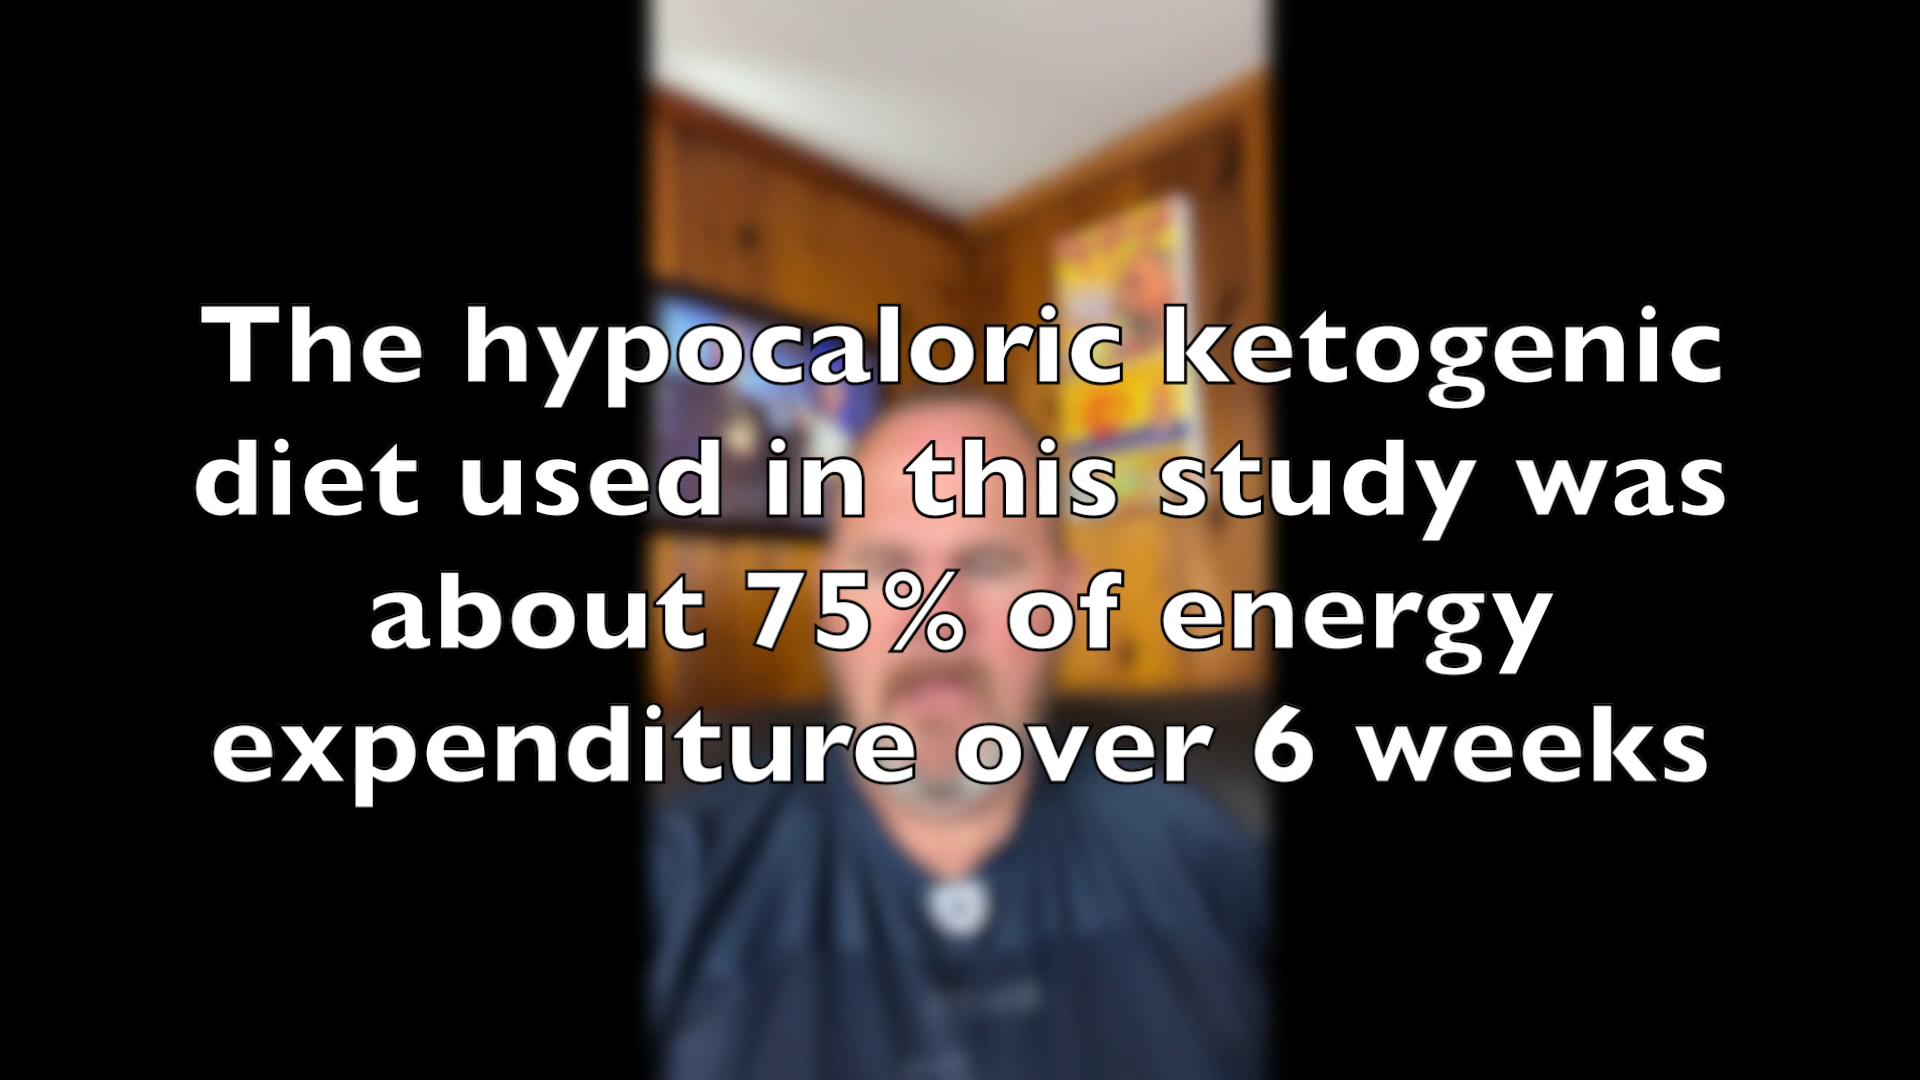 The hypocaloric ketogenic
diet used in this study was
about 75% of energy
expenditure over 6 weeks